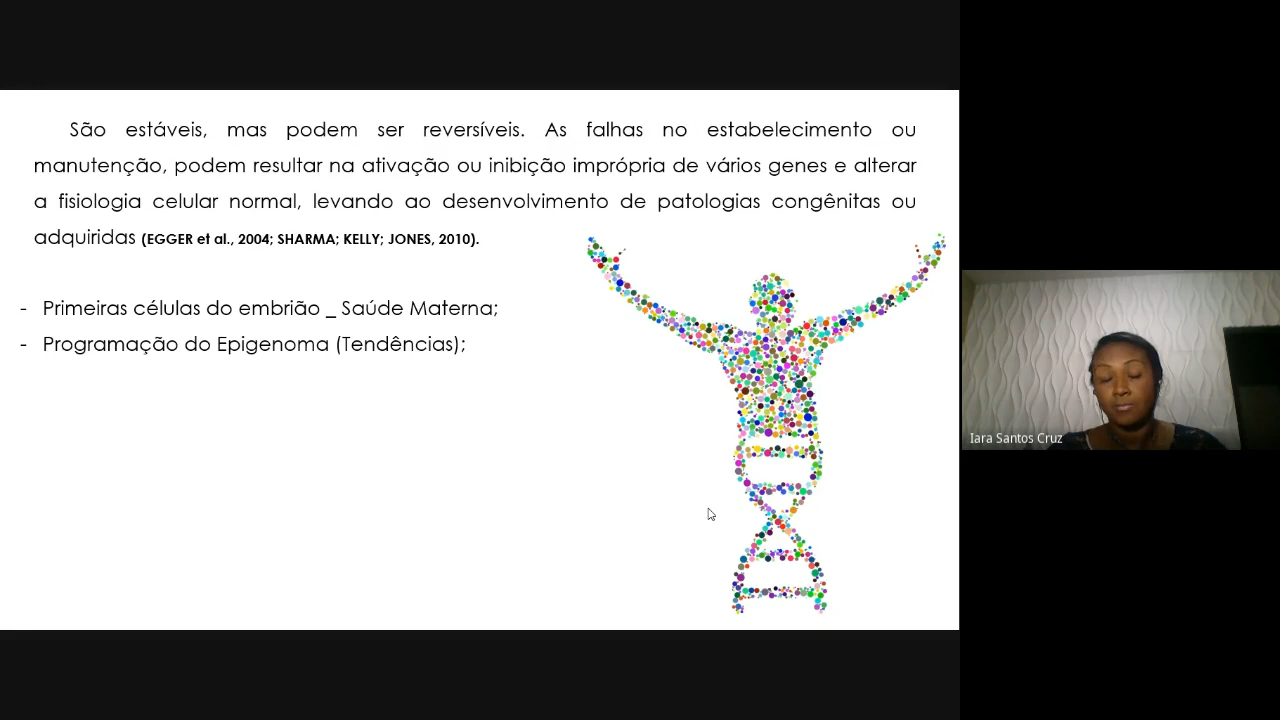 São estáveis, mas podem ser reversíveis. As falhas no estabelecimento ou
manutenção, podem resultar na ativação ou inibição imprópria de vários genes e alterar
a fisiologia celular normal, levando ao desenvolvimento de patologias congênitas ou
adquiridas (EGGER et al., 2004; SHARMA; KELLY; JONES, 2010).
- Primeiras células do embrião _ Saúde Materna;
- Programação do Epigenoma (Tendências);
Iara Santos Cruz